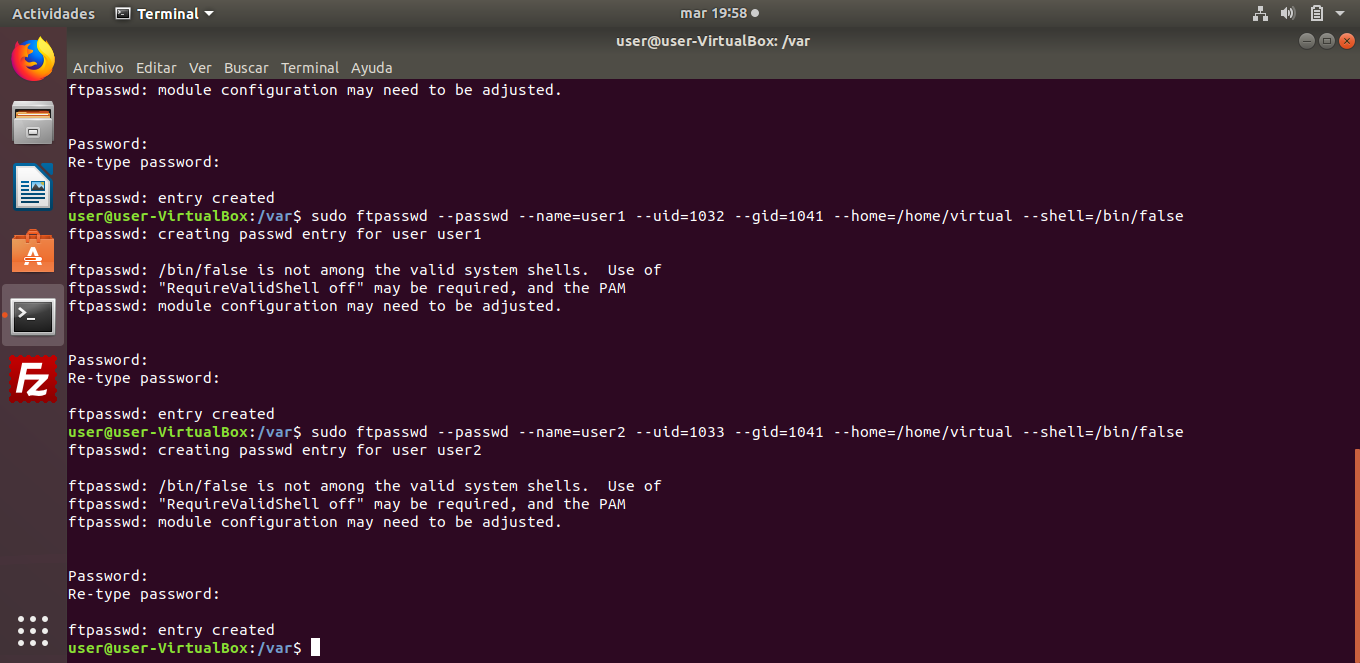 Actividades Terminal mar 19:58
user@user-VirtualBox: /var
Archivo Editar Ver Buscar Terminal Ayuda
ftpasswd: module configuration may need to be adjusted.
Password:
Re-type password:
ftpasswd: entry created
user@user-VirtualBox:/var$ sudo ftpasswd --passwd --name=user1 --uid=1032 --gid=1041 --home=/home/virtual --shell=/bin/false
ftpasswd: creating passwd entry for user user1
ftpasswd: /bin/false is not among the valid system shells.  Use of
ftpasswd: "RequireValidShell off" may be required, and the PAM
ftpasswd: module configuration may need to be adjusted.
Password:
Re-type password:
ftpasswd: entry created
user@user-VirtualBox:/var$ sudo ftpasswd --passwd --name=user2 --uid=1033 --gid=1041 --home=/home/virtual --shell=/bin/false
ftpasswd: creating passwd entry for user user2
ftpasswd: /bin/false is not among the valid system shells.  Use of
ftpasswd: "RequireValidShell off" may be required, and the PAM
ftpasswd: module configuration may need to be adjusted.
Password:
Re-type password:
ftpasswd: entry created
user@user-VirtualBox:/var$